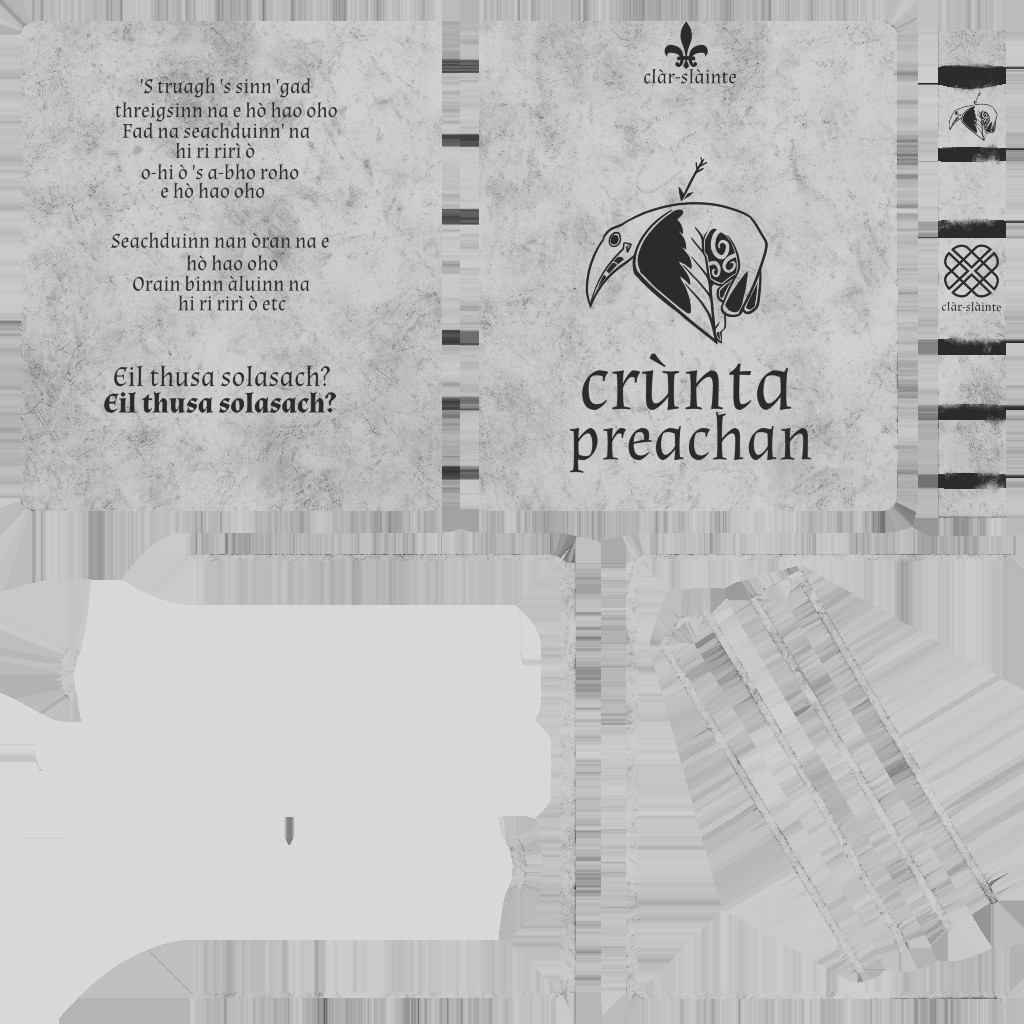 'S truagh 's sinn 'gad
threigsinn na e hò hao oho
Fad na seachduinn' na
hi ri rirì ò
o-hi ò 's a-bho roho
e hò hao oho
Seachduinn nan òran na e
hò hao oho
Orain binn àluinn na
hi ri rirì ò etc
Eil thusa solasach?
Eil thusa solasach?
clàr-slàinte
crùnta
preachan
clàr-slàinte